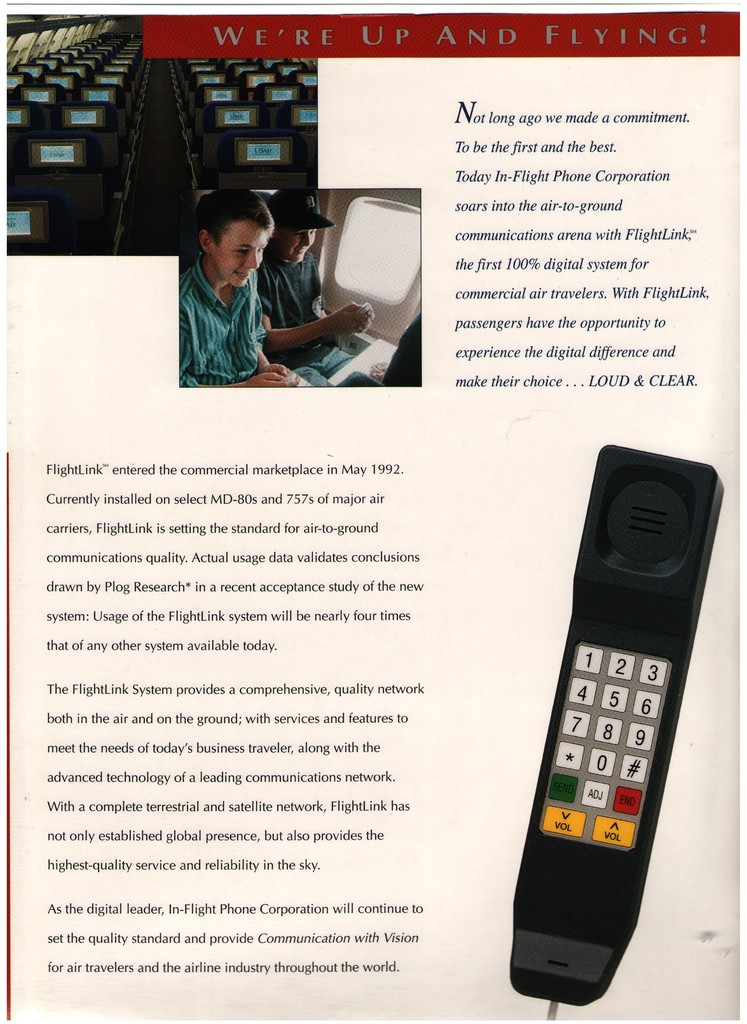 WE'RE UP AND FLYING!
USAir
USAir
Not long ago we made a commitment.
To be the first and the best.
Today In-Flight Phone Corporation
soars into the air-to-ground
communications arena with FlightLink,℠
the first 100% digital system for
commercial air travelers. With FlightLink,
passengers have the opportunity to
experience the digital difference and
make their choice . . . LOUD & CLEAR.
FlightLink℠ entered the commercial marketplace in May 1992.
Currently installed on select MD-80s and 757s of major air
carriers, FlightLink is setting the standard for air-to-ground
communications quality. Actual usage data validates conclusions
drawn by Plog Research* in a recent acceptance study of the new
system: Usage of the FlightLink system will be nearly four times
that of any other system available today.
The FlightLink System provides a comprehensive, quality network
both in the air and on the ground; with services and features to
meet the needs of today's business traveler, along with the
advanced technology of a leading communications network.
With a complete terrestrial and satellite network, FlightLink has
not only established global presence, but also provides the
highest-quality service and reliability in the sky.
As the digital leader, In-Flight Phone Corporation will continue to
set the quality standard and provide Communication with Vision
for air travelers and the airline industry throughout the world.
1 2 3
4 5 6
7 8 9
* 0 #
SEND ADJ END
VOL VOL